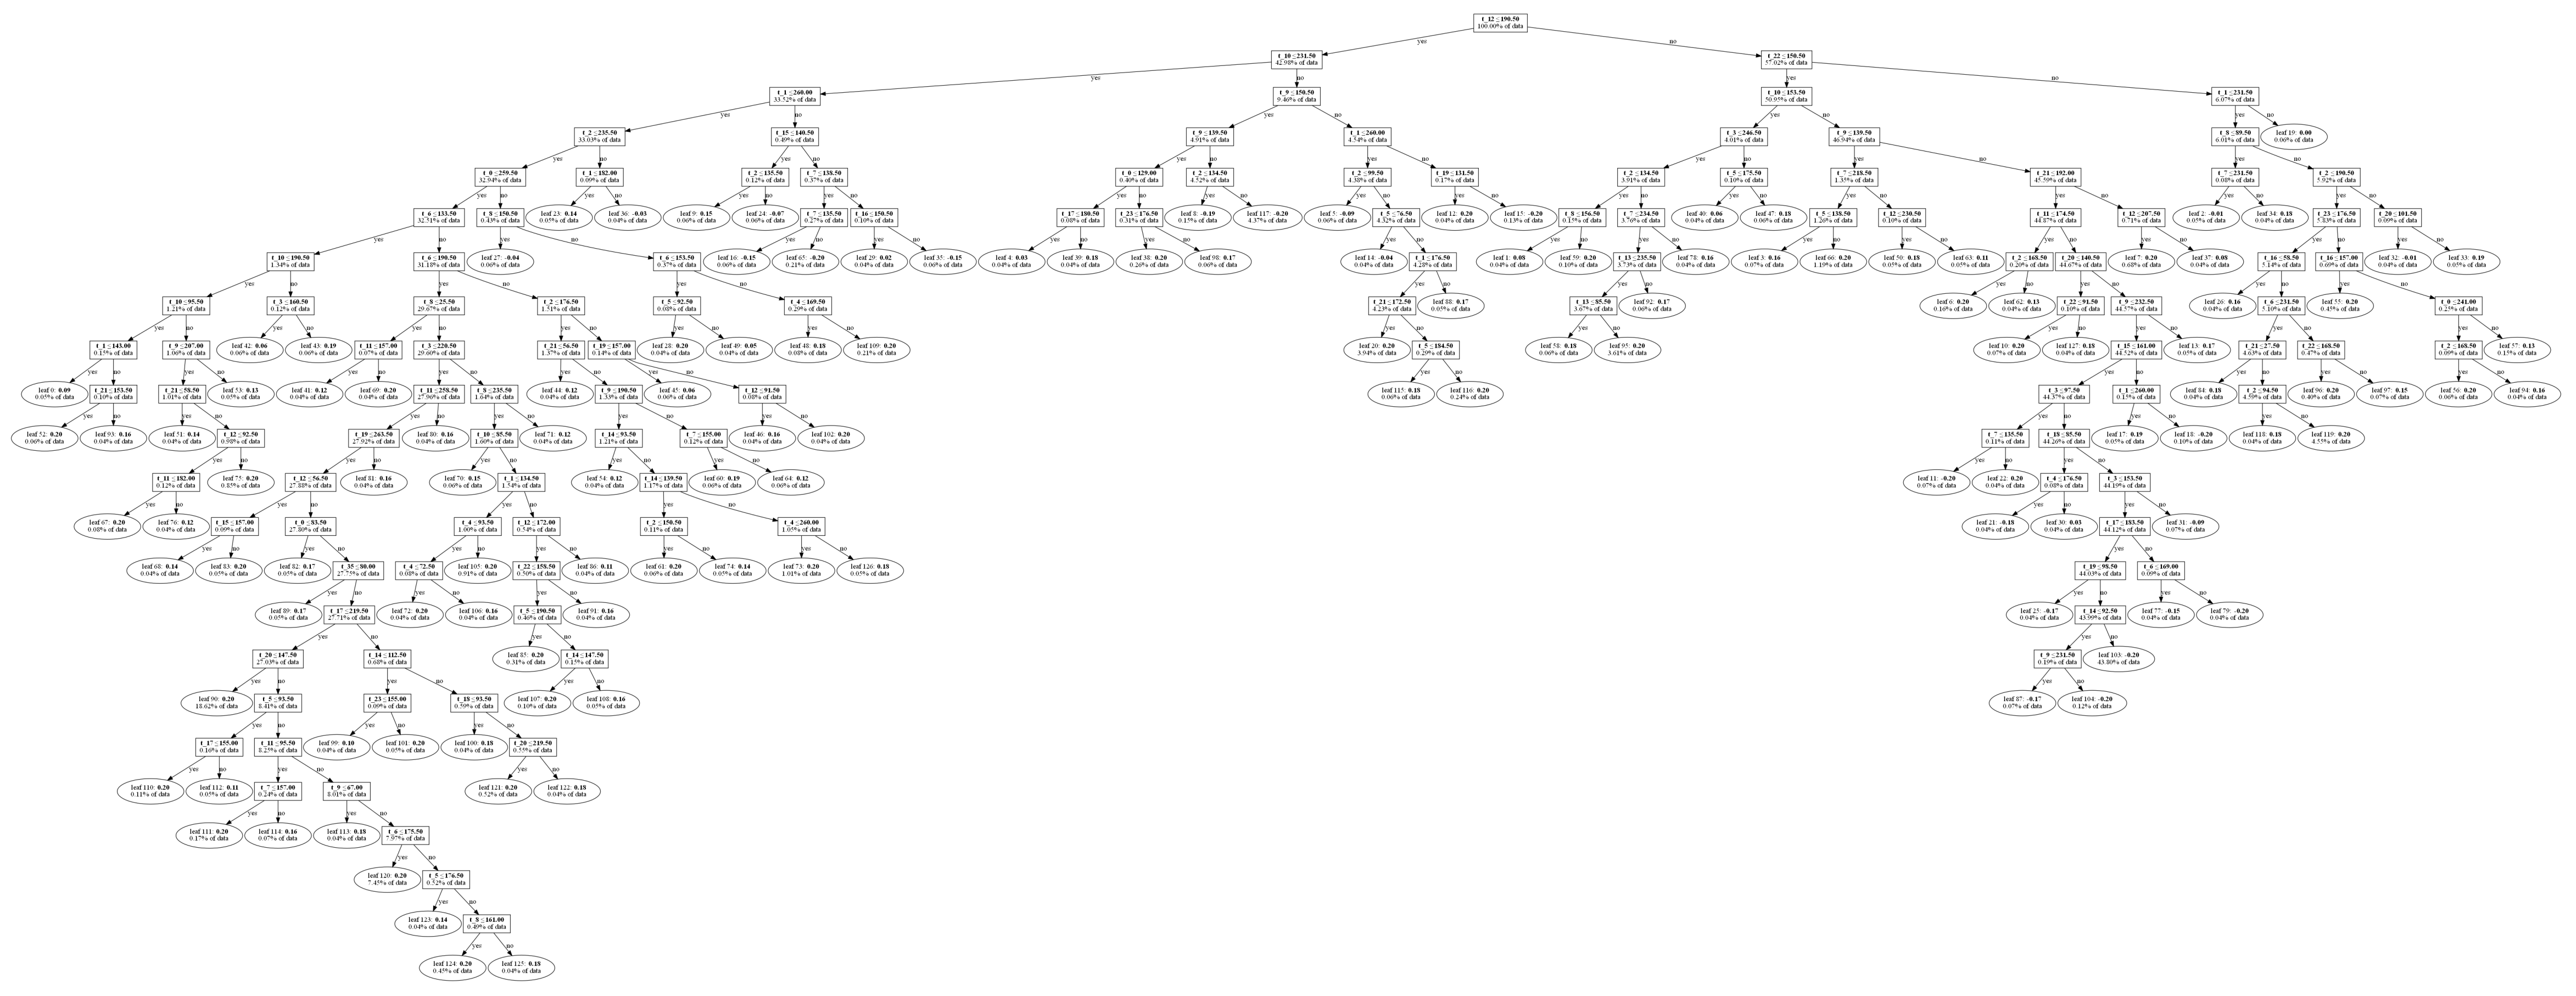 t_12 ≤ 190.50
100.00% of data
yes
no
t_10 ≤ 231.50
42.98% of data
t_22 ≤ 150.50
57.02% of data
yes
no
yes
no
t_1 ≤ 260.00
33.52% of data
t_9 ≤ 150.50
9.46% of data
t_10 ≤ 153.50
50.95% of data
t_1 ≤ 231.50
6.07% of data
yes
no
yes
no
yes
no
yes
no
t_2 ≤ 235.50
33.03% of data
t_15 ≤ 140.50
0.49% of data
t_9 ≤ 139.50
4.91% of data
t_1 ≤ 260.00
4.54% of data
t_3 ≤ 246.50
4.01% of data
t_9 ≤ 139.50
46.94% of data
t_8 ≤ 89.50
6.01% of data
leaf 19: 0.00
0.06% of data
yes
no
yes
no
yes
no
yes
no
yes
no
yes
no
yes
no
t_0 ≤ 259.50
32.94% of data
t_1 ≤ 182.00
0.09% of data
t_2 ≤ 135.50
0.12% of data
t_7 ≤ 138.50
0.37% of data
t_0 ≤ 129.00
0.40% of data
t_2 ≤ 134.50
4.52% of data
t_2 ≤ 99.50
4.38% of data
t_19 ≤ 131.50
0.17% of data
t_2 ≤ 134.50
3.91% of data
t_5 ≤ 175.50
0.10% of data
t_7 ≤ 218.50
1.35% of data
t_21 ≤ 192.00
45.59% of data
t_7 ≤ 231.50
0.08% of data
t_2 ≤ 190.50
5.92% of data
t_6 ≤ 133.50
32.51% of data
t_8 ≤ 150.50
0.43% of data
leaf 23: 0.14
0.05% of data
leaf 36: -0.03
0.04% of data
leaf 9: 0.15
0.06% of data
leaf 24: -0.07
0.06% of data
t_7 ≤ 135.50
0.27% of data
t_16 ≤ 150.50
0.10% of data
t_17 ≤ 180.50
0.08% of data
t_23 ≤ 176.50
0.31% of data
leaf 8: -0.19
0.15% of data
leaf 117: -0.20
4.37% of data
leaf 5: -0.09
0.06% of data
t_5 ≤ 76.50
4.32% of data
leaf 12: 0.20
0.04% of data
leaf 15: -0.20
0.13% of data
t_8 ≤ 156.50
0.15% of data
t_7 ≤ 234.50
3.76% of data
leaf 40: 0.06
0.04% of data
leaf 47: 0.18
0.06% of data
t_5 ≤ 138.50
1.26% of data
t_12 ≤ 230.50
0.10% of data
t_11 ≤ 174.50
44.87% of data
t_12 ≤ 207.50
0.71% of data
leaf 2: -0.01
0.05% of data
leaf 34: 0.18
0.04% of data
t_23 ≤ 176.50
5.83% of data
t_20 ≤ 101.50
0.09% of data
t_10 ≤ 190.50
1.34% of data
t_6 ≤ 190.50
31.18% of data
leaf 27: -0.04
0.06% of data
t_6 ≤ 153.50
0.37% of data
leaf 16: -0.15
0.06% of data
leaf 65: -0.20
0.21% of data
leaf 29: 0.02
0.04% of data
leaf 35: -0.15
0.06% of data
leaf 4: 0.03
0.04% of data
leaf 39: 0.18
0.04% of data
leaf 38: 0.20
0.26% of data
leaf 98: 0.17
0.06% of data
leaf 14: -0.04
0.04% of data
t_1 ≤ 176.50
4.28% of data
leaf 1: 0.08
0.04% of data
leaf 59: 0.20
0.10% of data
t_13 ≤ 235.50
3.73% of data
leaf 78: 0.16
0.04% of data
leaf 3: 0.16
0.07% of data
leaf 66: 0.20
1.19% of data
leaf 50: 0.18
0.05% of data
leaf 63: 0.11
0.05% of data
t_2 ≤ 168.50
0.20% of data
t_20 ≤ 140.50
44.67% of data
leaf 7: 0.20
0.68% of data
leaf 37: 0.08
0.04% of data
t_16 ≤ 58.50
5.14% of data
t_16 ≤ 157.00
0.69% of data
leaf 32: -0.01
0.04% of data
leaf 33: 0.19
0.05% of data
t_10 ≤ 95.50
1.21% of data
t_3 ≤ 160.50
0.12% of data
t_8 ≤ 25.50
29.67% of data
t_2 ≤ 176.50
1.51% of data
t_5 ≤ 92.50
0.08% of data
t_4 ≤ 169.50
0.29% of data
t_21 ≤ 172.50
4.23% of data
leaf 88: 0.17
0.05% of data
t_13 ≤ 85.50
3.67% of data
leaf 92: 0.17
0.06% of data
leaf 6: 0.20
0.16% of data
leaf 62: 0.13
0.04% of data
t_22 ≤ 91.50
0.10% of data
t_9 ≤ 232.50
44.57% of data
leaf 26: 0.16
0.04% of data
t_6 ≤ 231.50
5.10% of data
leaf 55: 0.20
0.45% of data
t_0 ≤ 241.00
0.25% of data
t_1 ≤ 143.00
0.15% of data
t_9 ≤ 207.00
1.06% of data
leaf 42: 0.06
0.06% of data
leaf 43: 0.19
0.06% of data
t_11 ≤ 157.00
0.07% of data
t_3 ≤ 220.50
29.60% of data
t_21 ≤ 56.50
1.37% of data
t_19 ≤ 157.00
0.14% of data
leaf 28: 0.20
0.04% of data
leaf 49: 0.05
0.04% of data
leaf 48: 0.18
0.08% of data
leaf 109: 0.20
0.21% of data
leaf 20: 0.20
3.94% of data
t_5 ≤ 184.50
0.29% of data
leaf 58: 0.18
0.06% of data
leaf 95: 0.20
3.61% of data
leaf 10: 0.20
0.07% of data
leaf 127: 0.18
0.04% of data
t_15 ≤ 161.00
44.52% of data
leaf 13: 0.17
0.05% of data
t_21 ≤ 27.50
4.63% of data
t_22 ≤ 168.50
0.47% of data
t_2 ≤ 168.50
0.09% of data
leaf 57: 0.13
0.15% of data
leaf 0: 0.09
0.05% of data
t_21 ≤ 153.50
0.10% of data
t_21 ≤ 58.50
1.01% of data
leaf 53: 0.13
0.05% of data
leaf 41: 0.12
0.04% of data
leaf 69: 0.20
0.04% of data
t_11 ≤ 258.50
27.96% of data
t_8 ≤ 235.50
1.64% of data
leaf 44: 0.12
0.04% of data
t_9 ≤ 190.50
1.33% of data
leaf 45: 0.06
0.06% of data
t_12 ≤ 91.50
0.08% of data
leaf 115: 0.18
0.06% of data
leaf 116: 0.20
0.24% of data
t_3 ≤ 97.50
44.37% of data
t_1 ≤ 260.00
0.15% of data
leaf 84: 0.18
0.04% of data
t_2 ≤ 94.50
4.59% of data
leaf 96: 0.20
0.40% of data
leaf 97: 0.15
0.07% of data
leaf 56: 0.20
0.06% of data
leaf 94: 0.16
0.04% of data
leaf 52: 0.20
0.06% of data
leaf 93: 0.16
0.04% of data
leaf 51: 0.14
0.04% of data
t_12 ≤ 92.50
0.98% of data
t_19 ≤ 263.50
27.92% of data
leaf 80: 0.16
0.04% of data
t_10 ≤ 85.50
1.60% of data
leaf 71: 0.12
0.04% of data
t_14 ≤ 93.50
1.21% of data
t_7 ≤ 155.00
0.12% of data
leaf 46: 0.16
0.04% of data
leaf 102: 0.20
0.04% of data
t_7 ≤ 135.50
0.11% of data
t_18 ≤ 85.50
44.26% of data
leaf 17: 0.19
0.05% of data
leaf 18: -0.20
0.10% of data
leaf 118: 0.18
0.04% of data
leaf 119: 0.20
4.55% of data
t_11 ≤ 182.00
0.12% of data
leaf 75: 0.20
0.85% of data
t_12 ≤ 56.50
27.88% of data
leaf 81: 0.16
0.04% of data
leaf 70: 0.15
0.06% of data
t_1 ≤ 134.50
1.54% of data
leaf 54: 0.12
0.04% of data
t_14 ≤ 139.50
1.17% of data
leaf 60: 0.19
0.06% of data
leaf 64: 0.12
0.06% of data
leaf 11: -0.20
0.07% of data
leaf 22: 0.20
0.04% of data
t_4 ≤ 176.50
0.08% of data
t_3 ≤ 153.50
44.19% of data
leaf 67: 0.20
0.08% of data
leaf 76: 0.12
0.04% of data
t_15 ≤ 157.00
0.09% of data
t_0 ≤ 83.50
27.80% of data
t_4 ≤ 93.50
1.00% of data
t_12 ≤ 172.00
0.54% of data
t_2 ≤ 150.50
0.11% of data
t_4 ≤ 260.00
1.05% of data
leaf 21: -0.18
0.04% of data
leaf 30: 0.03
0.04% of data
t_17 ≤ 183.50
44.12% of data
leaf 31: -0.09
0.07% of data
leaf 68: 0.14
0.04% of data
leaf 83: 0.20
0.05% of data
leaf 82: 0.17
0.05% of data
t_35 ≤ 80.00
27.75% of data
t_4 ≤ 72.50
0.08% of data
leaf 105: 0.20
0.91% of data
t_22 ≤ 158.50
0.50% of data
leaf 86: 0.11
0.04% of data
leaf 61: 0.20
0.06% of data
leaf 74: 0.14
0.05% of data
leaf 73: 0.20
1.01% of data
leaf 126: 0.18
0.05% of data
t_19 ≤ 98.50
44.03% of data
t_6 ≤ 169.00
0.09% of data
leaf 89: 0.17
0.05% of data
t_17 ≤ 219.50
27.71% of data
leaf 72: 0.20
0.04% of data
leaf 106: 0.16
0.04% of data
t_5 ≤ 190.50
0.46% of data
leaf 91: 0.16
0.04% of data
leaf 25: -0.17
0.04% of data
t_14 ≤ 92.50
43.99% of data
leaf 77: -0.15
0.04% of data
leaf 79: -0.20
0.04% of data
t_20 ≤ 147.50
27.03% of data
t_14 ≤ 112.50
0.68% of data
leaf 85: 0.20
0.31% of data
t_14 ≤ 147.50
0.15% of data
t_9 ≤ 231.50
0.19% of data
leaf 103: -0.20
43.80% of data
leaf 90: 0.20
18.62% of data
t_5 ≤ 93.50
8.41% of data
t_23 ≤ 155.00
0.09% of data
t_18 ≤ 93.50
0.59% of data
leaf 107: 0.20
0.10% of data
leaf 108: 0.16
0.05% of data
leaf 87: -0.17
0.07% of data
leaf 104: -0.20
0.12% of data
t_17 ≤ 155.00
0.16% of data
t_11 ≤ 95.50
8.25% of data
leaf 99: 0.10
0.04% of data
leaf 101: 0.20
0.05% of data
leaf 100: 0.18
0.04% of data
t_20 ≤ 219.50
0.55% of data
leaf 110: 0.20
0.11% of data
leaf 112: 0.11
0.05% of data
t_7 ≤ 157.00
0.24% of data
t_9 ≤ 67.00
8.01% of data
leaf 121: 0.20
0.52% of data
leaf 122: 0.18
0.04% of data
leaf 111: 0.20
0.17% of data
leaf 114: 0.16
0.07% of data
leaf 113: 0.18
0.04% of data
t_6 ≤ 175.50
7.97% of data
yes
no
leaf 120: 0.20
7.45% of data
t_5 ≤ 176.50
0.52% of data
yes
no
leaf 123: 0.14
0.04% of data
t_8 ≤ 161.00
0.49% of data
yes
no
leaf 124: 0.20
0.45% of data
leaf 125: 0.18
0.04% of data